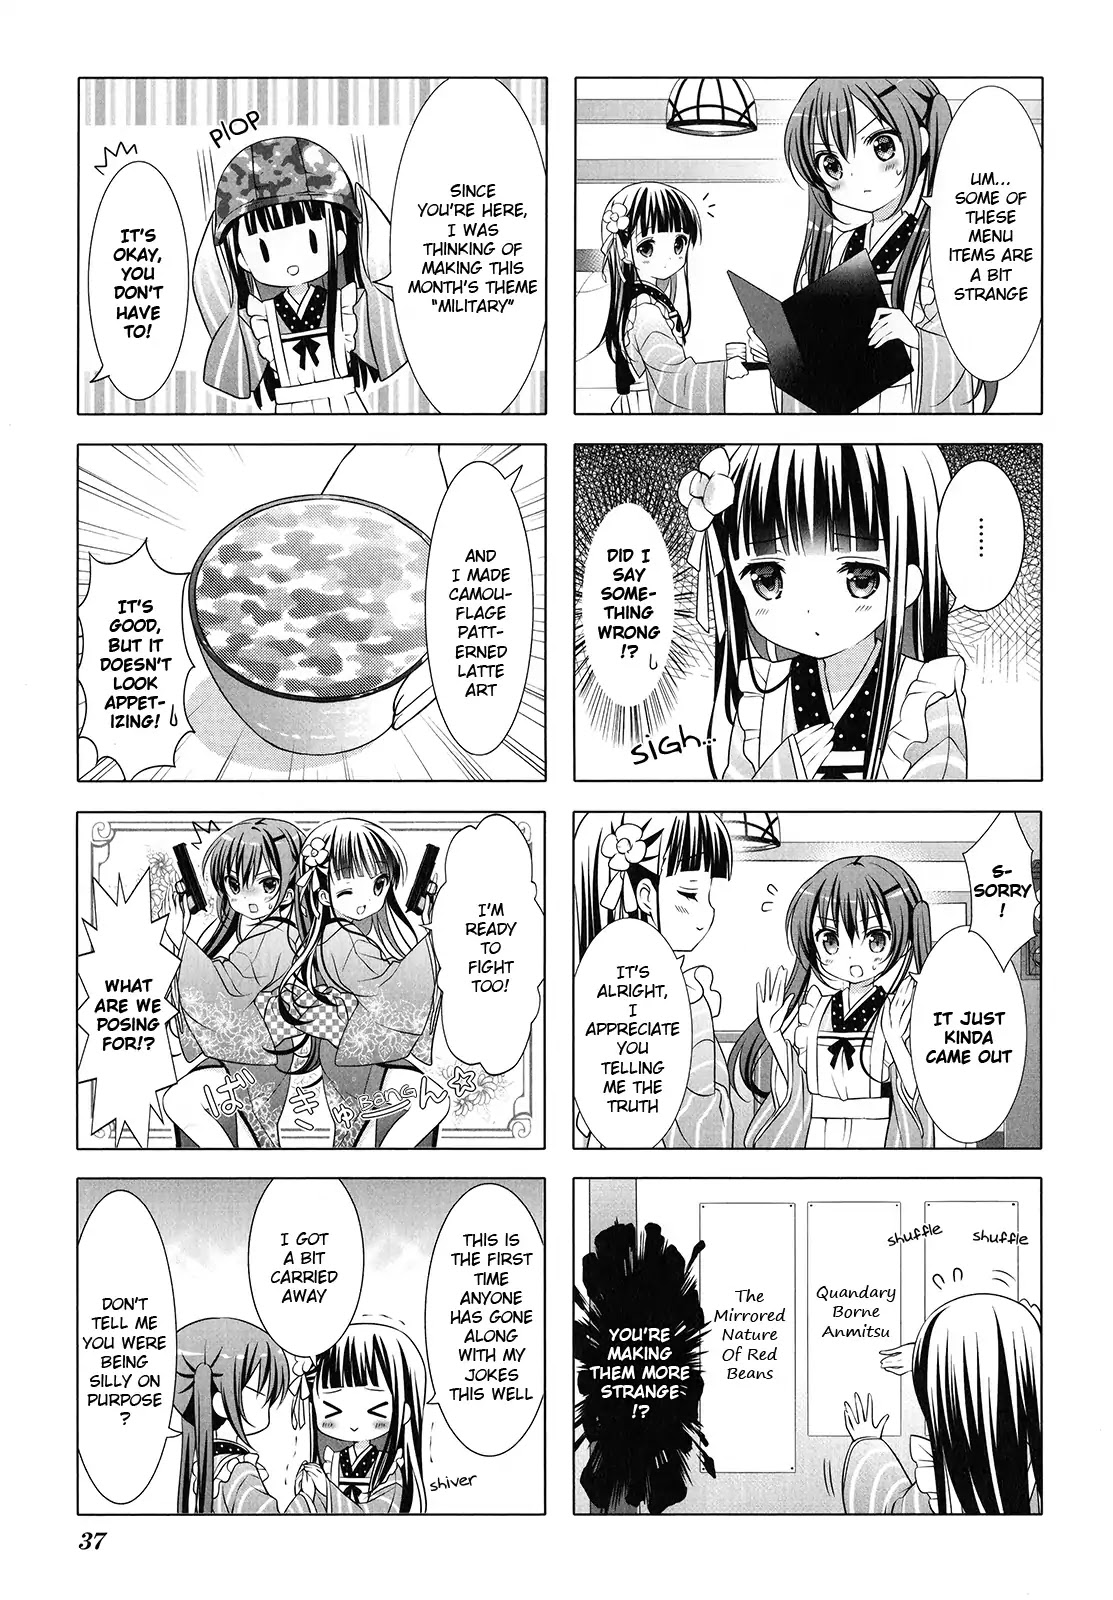 UM...
SOME OF
THESE
MENU
ITEMS ARE
A BIT
STRANGE
........
DID I
SAY
SOME-
THING
WRONG
!?
SIGH...
S-
SORRY
!
IT JUST
KINDA
CAME OUT
IT'S
ALRIGHT,
I
APPRECIATE
YOU
TELLING
ME THE
TRUTH
shuffle
shuffle
Quandary
Borne
Anmitsu
The
Mirrored
Nature
Of Red
Beans
YOU'RE
MAKING
THEM MORE
STRANGE
!?
SINCE
YOU'RE HERE,
I WAS
THINKING OF
MAKING THIS
MONTH'S THEME
"MILITARY"
PLOP
IT'S
OKAY,
YOU
DON'T
HAVE
TO!
AND
I MADE
CAMOU-
FLAGE
PATT-
ERNED
LATTE
ART
IT'S
GOOD,
BUT IT
DOESN'T
LOOK
APPET-
IZING!
I'M
READY
TO
FIGHT
TOO!
WHAT
ARE WE
POSING
FOR!?
ばきゅ Bang ん☆
THIS IS
THE FIRST
TIME
ANYONE
HAS GONE
ALONG
WITH MY
JOKES
THIS WELL
I GOT
A BIT
CARRIED
AWAY
shiver
DON'T
TELL ME
YOU WERE
BEING
SILLY ON
PURPOSE
?
37